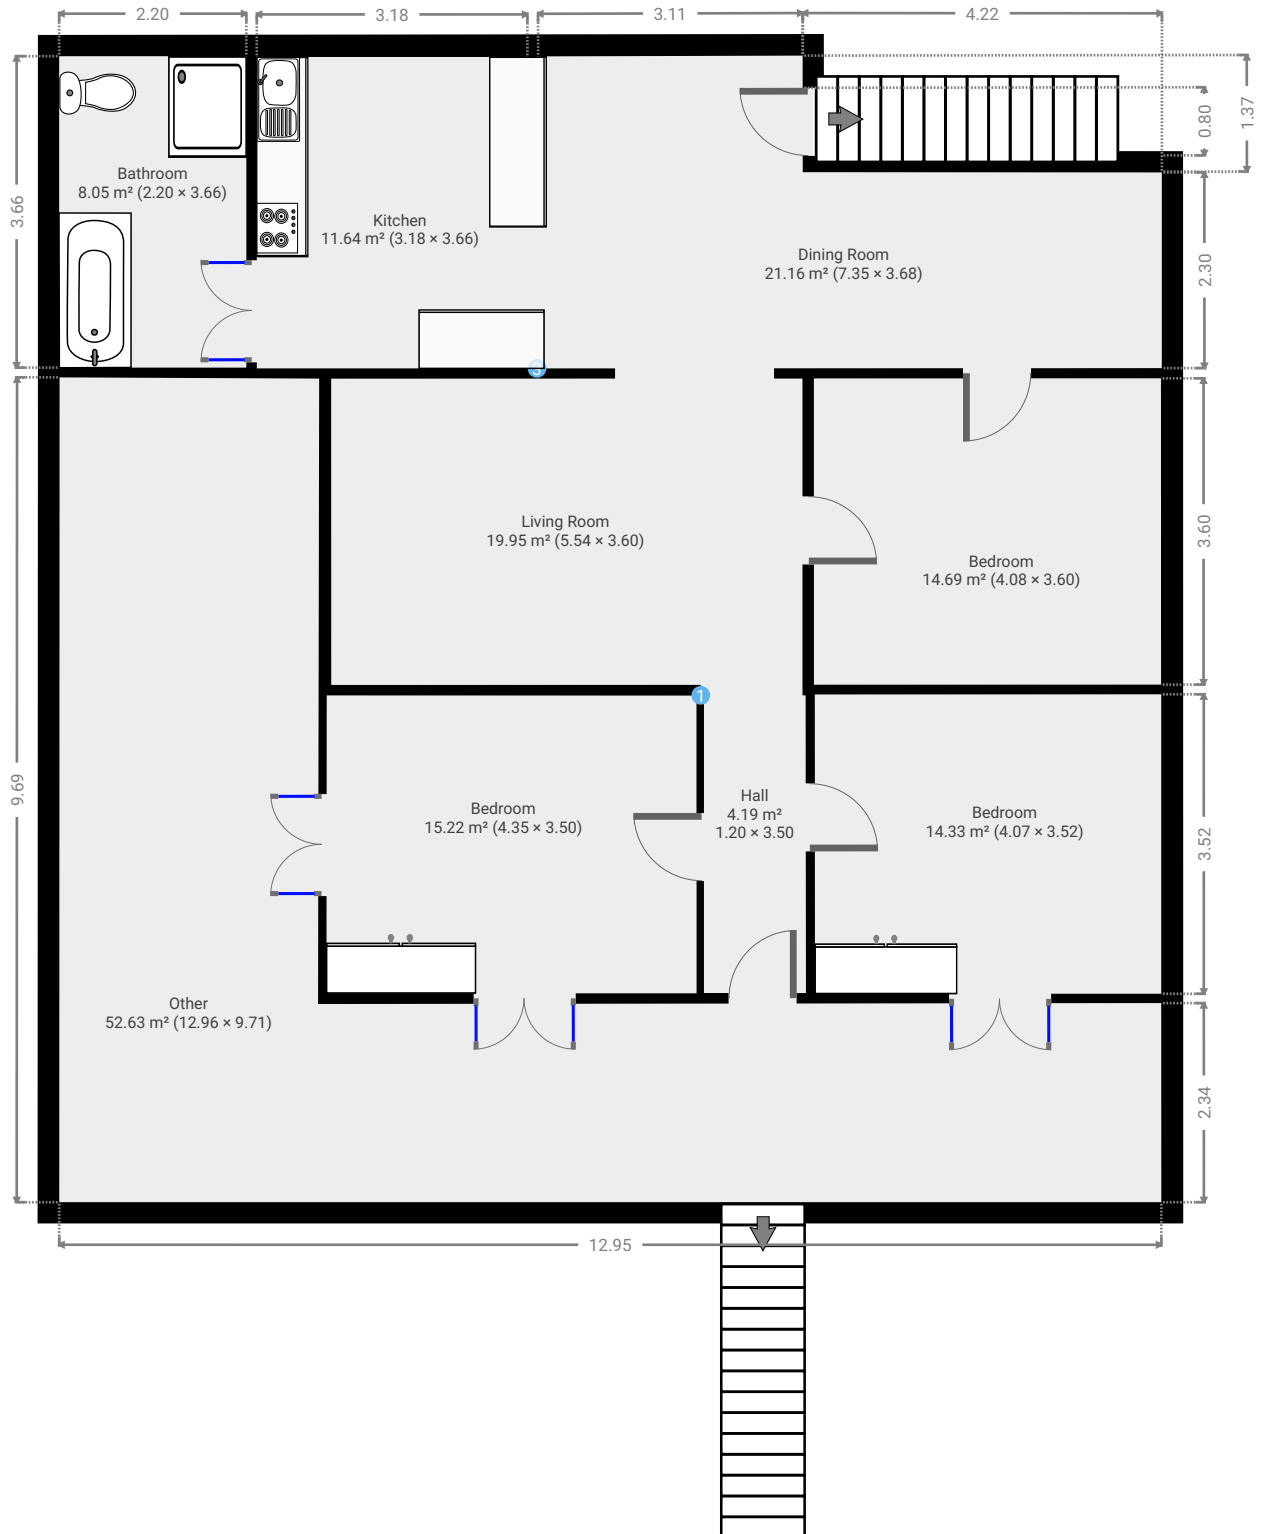 2.20
3.18
3.11
4.22
3.66
0.80
1.37
Bathroom
8.05 m² (2.20 × 3.66)
Kitchen
11.64 m² (3.18 × 3.66)
Dining Room
21.16 m² (7.35 × 3.68)
2.30
3
Living Room
19.95 m² (5.54 × 3.60)
Bedroom
14.69 m² (4.08 × 3.60)
3.60
1
9.69
Bedroom
15.22 m² (4.35 × 3.50)
Hall
4.19 m²
1.20 × 3.50
Bedroom
14.33 m² (4.07 × 3.52)
3.52
Other
52.63 m² (12.96 × 9.71)
2.34
12.95